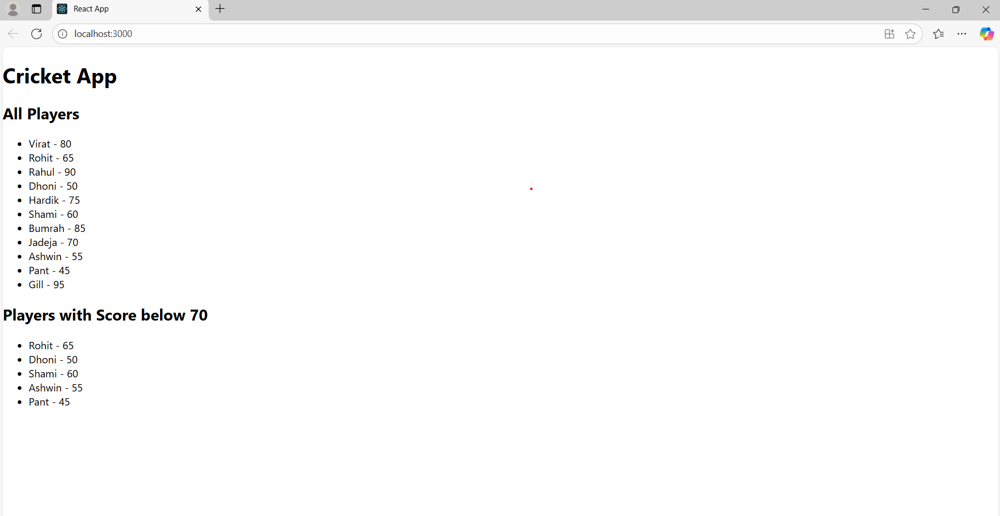 React App
localhost:3000
Cricket App
All Players
Virat - 80
Rohit - 65
Rahul - 90
Dhoni - 50
Hardik - 75
Shami - 60
Bumrah - 85
Jadeja - 70
Ashwin - 55
Pant - 45
Gill - 95
Players with Score below 70
Rohit - 65
Dhoni - 50
Shami - 60
Ashwin - 55
Pant - 45